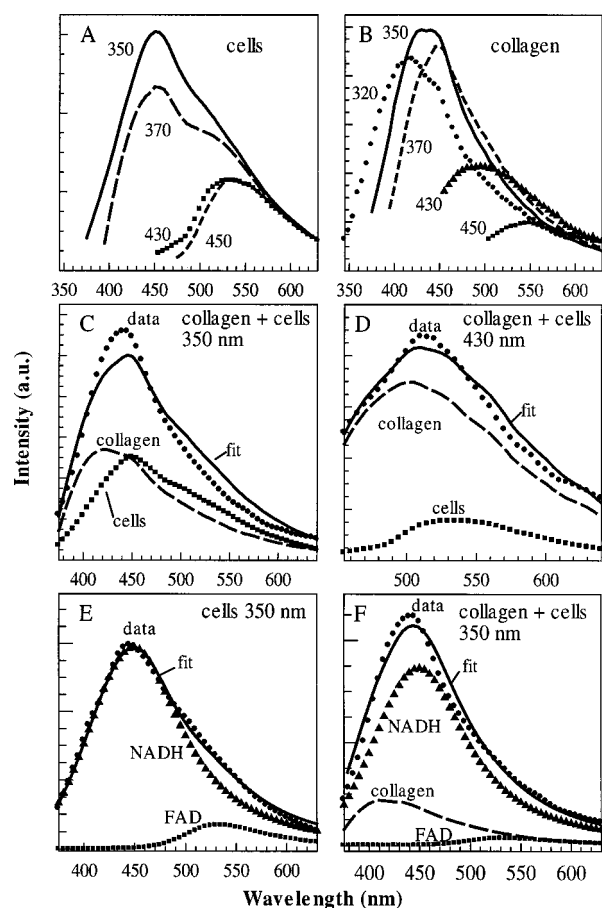 A cells
350
370
430
450
350 400 450 500 550 600
B collagen
350
320
370
430
450
350 400 450 500 550 600
C data collagen + cells
350 nm
fit
collagen
cells
400 450 500 550 600
D data collagen + cells
430 nm
fit
collagen
cells
500 550 600
E cells 350 nm
data
fit
NADH
FAD
400 450 500 550 600
F data collagen + cells
350 nm
fit
NADH
collagen
FAD
400 450 500 550 600
Intensity (a.u.)
Wavelength (nm)